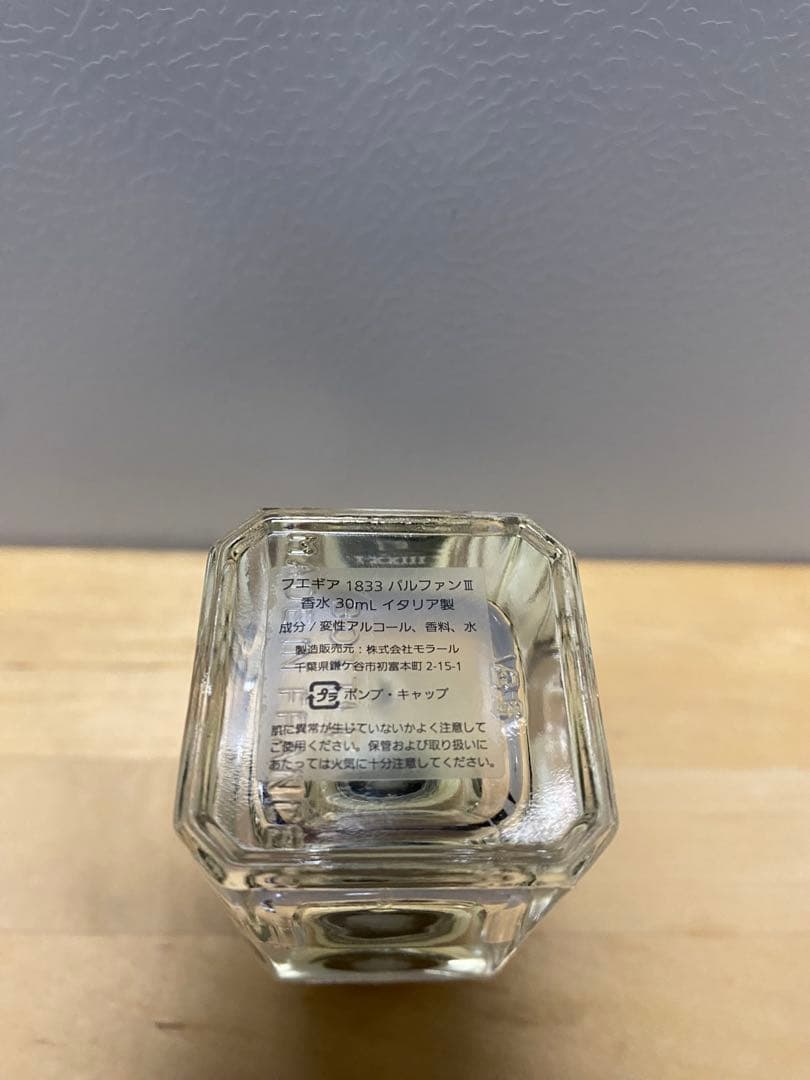 フエギア 1833 パルファンⅢ
香水 30mL イタリア製
成分 / 変性アルコール、香料、水
製造販売元：株式会社モラール
千葉県鎌ケ谷市初富本町 2-15-1
プラ ポンプ・キャップ
肌に異常が生じていないかよく注意して
ご使用ください。保管および取り扱いに
あたっては火気に十分注意してください。